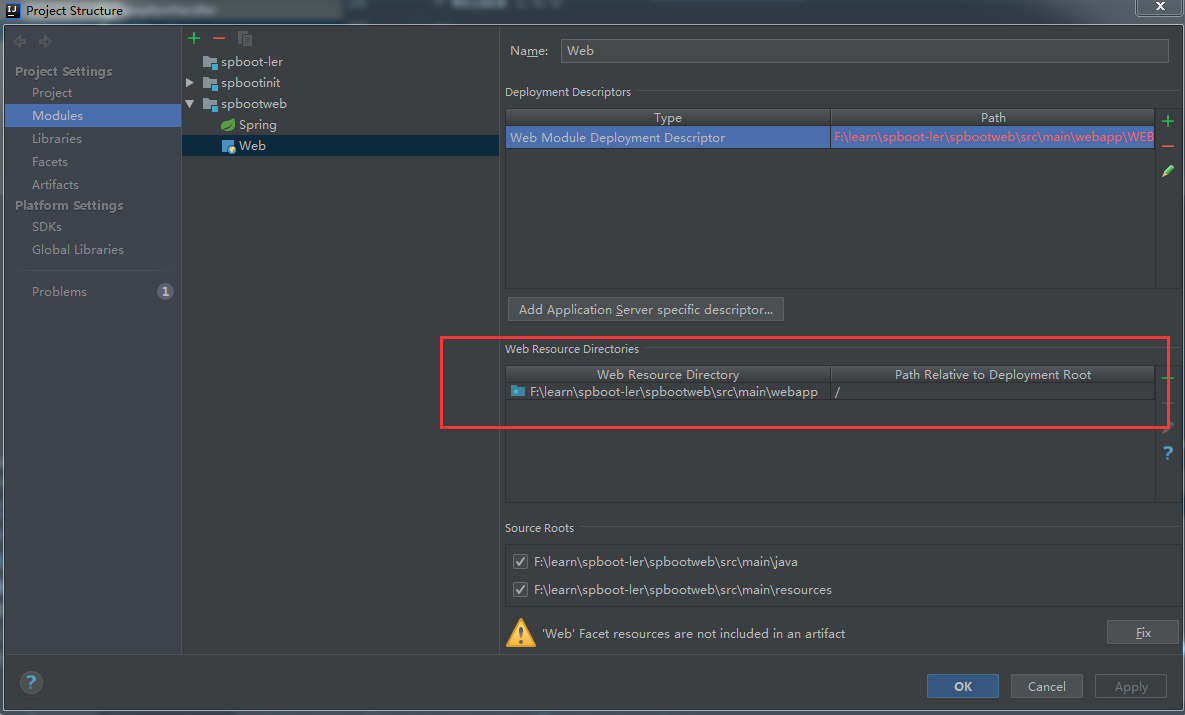 Project Structure
Project Settings
Project
Modules
Libraries
Facets
Artifacts
Platform Settings
SDKs
Global Libraries
Problems
1
spboot-ler
spbootinit
spbootweb
Spring
Web
Name: Web
Deployment Descriptors
Type Path
Web Module Deployment Descriptor F:\learn\spboot-ler\spbootweb\src\main\webapp\WEB
Add Application Server specific descriptor...
Web Resource Directories
Web Resource Directory Path Relative to Deployment Root
F:\learn\spboot-ler\spbootweb\src\main\webapp /
Source Roots
F:\learn\spboot-ler\spbootweb\src\main\java
F:\learn\spboot-ler\spbootweb\src\main\resources
'Web' Facet resources are not included in an artifact
Fix
OK Cancel Apply